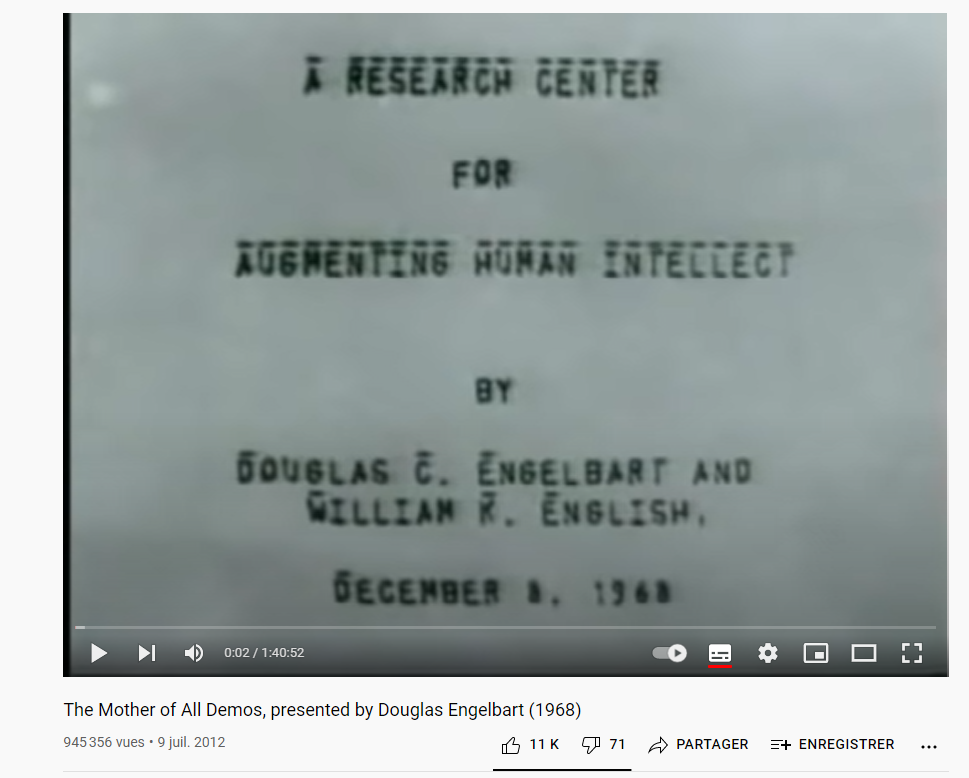 A RESEARCH CENTER
FOR
AUGMENTING HUMAN INTELLECT
BY
DOUGLAS C. ENGELBART AND
WILLIAM K. ENGLISH,
DECEMBER 8, 1968
0:02 / 1:40:52
The Mother of All Demos, presented by Douglas Engelbart (1968)
945 356 vues • 9 juil. 2012
11 K
71
PARTAGER
ENREGISTRER